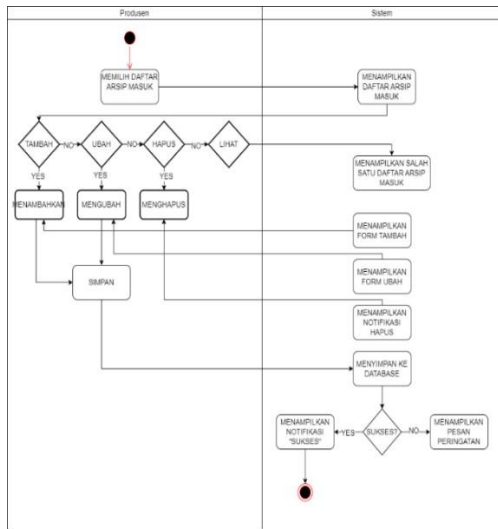 Produsen
Sistem
MEMILIH DAFTAR
ARSIP MASUK
MENAMPILKAN
DAFTAR ARSIP
MASUK
TAMBAH
NO
UBAH
NO
HAPUS
NO
LIHAT
MENAMPILKAN SALAH
SATU DAFTAR ARSIP
MASUK
YES
YES
YES
MENAMBAHKAN
MENGUBAH
MENGHAPUS
MENAMPILKAN
FORM TAMBAH
MENAMPILKAN
FORM UBAH
SIMPAN
MENAMPILKAN
NOTIFIKASI
HAPUS
MENYIMPAN KE
DATABASE
MENAMPILKAN
NOTIFIKASI
"SUKSES"
YES
SUKSES?
NO
MENAMPILKAN
PESAN
PERINGATAN